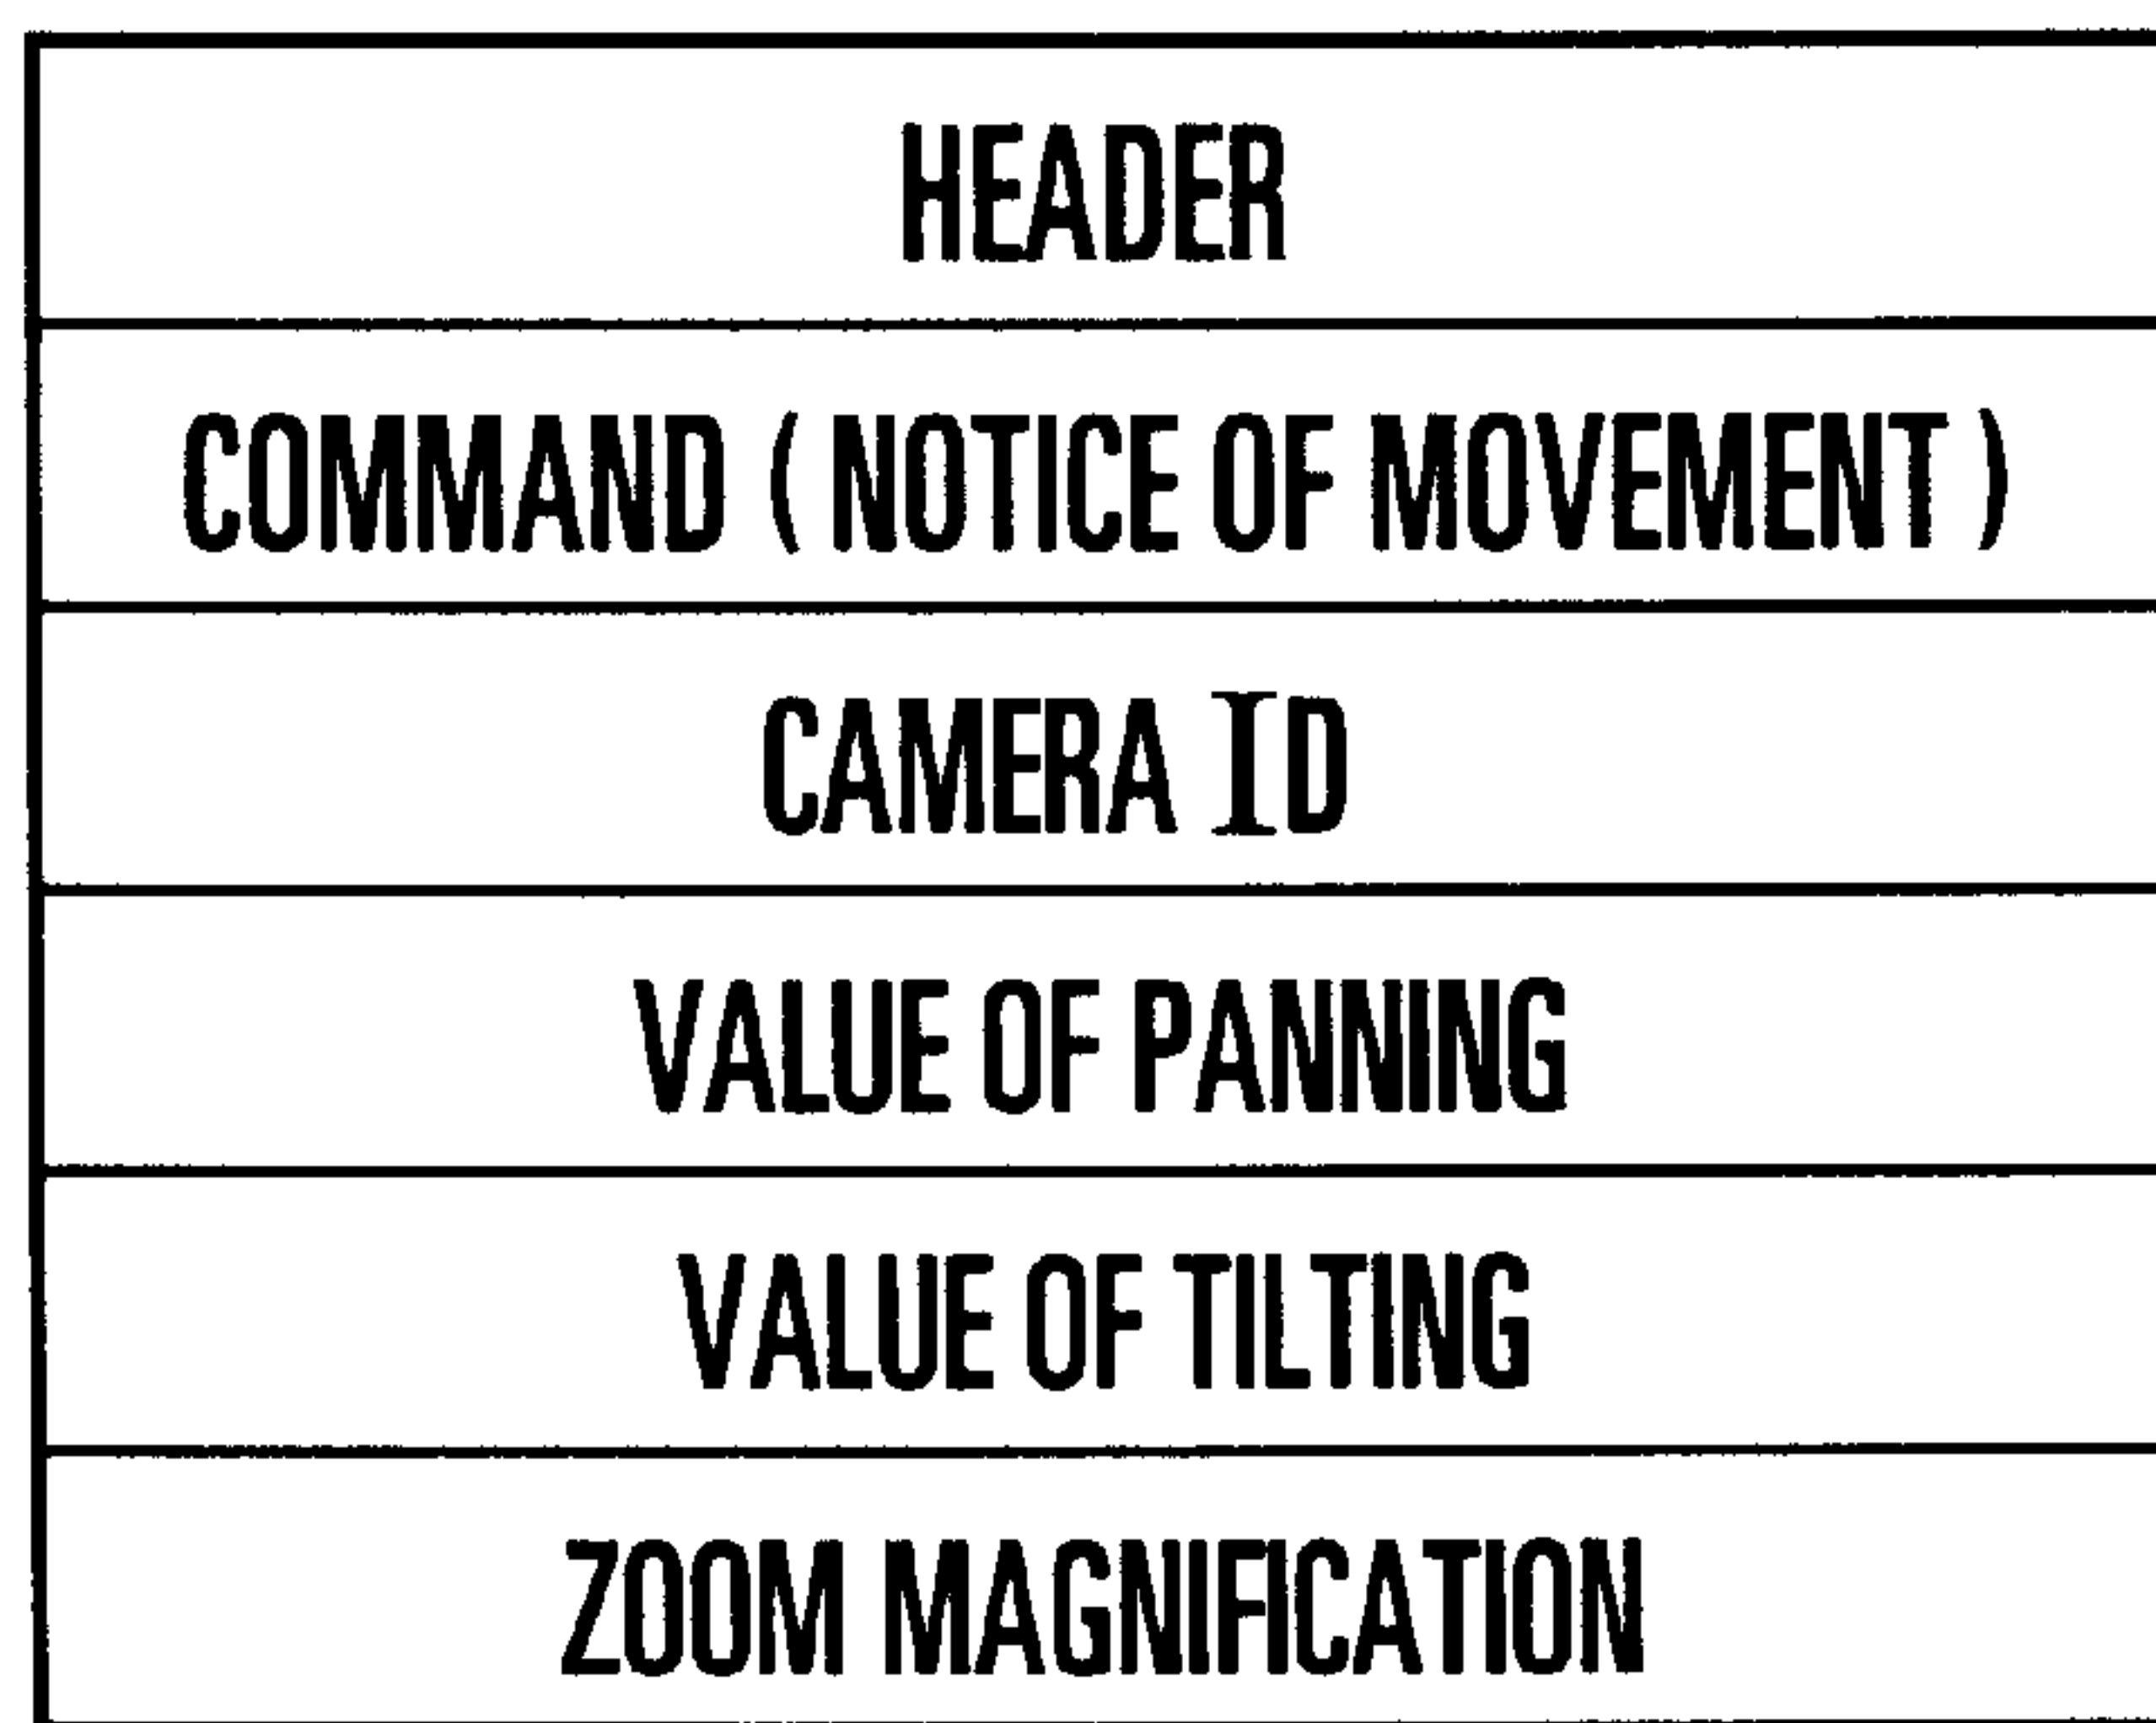 HEADER
COMMAND ( NOTICE OF MOVEMENT )
CAMERA ID
VALUE OF PANNING
VALUE OF TILTING
ZOOM MAGNIFICATION